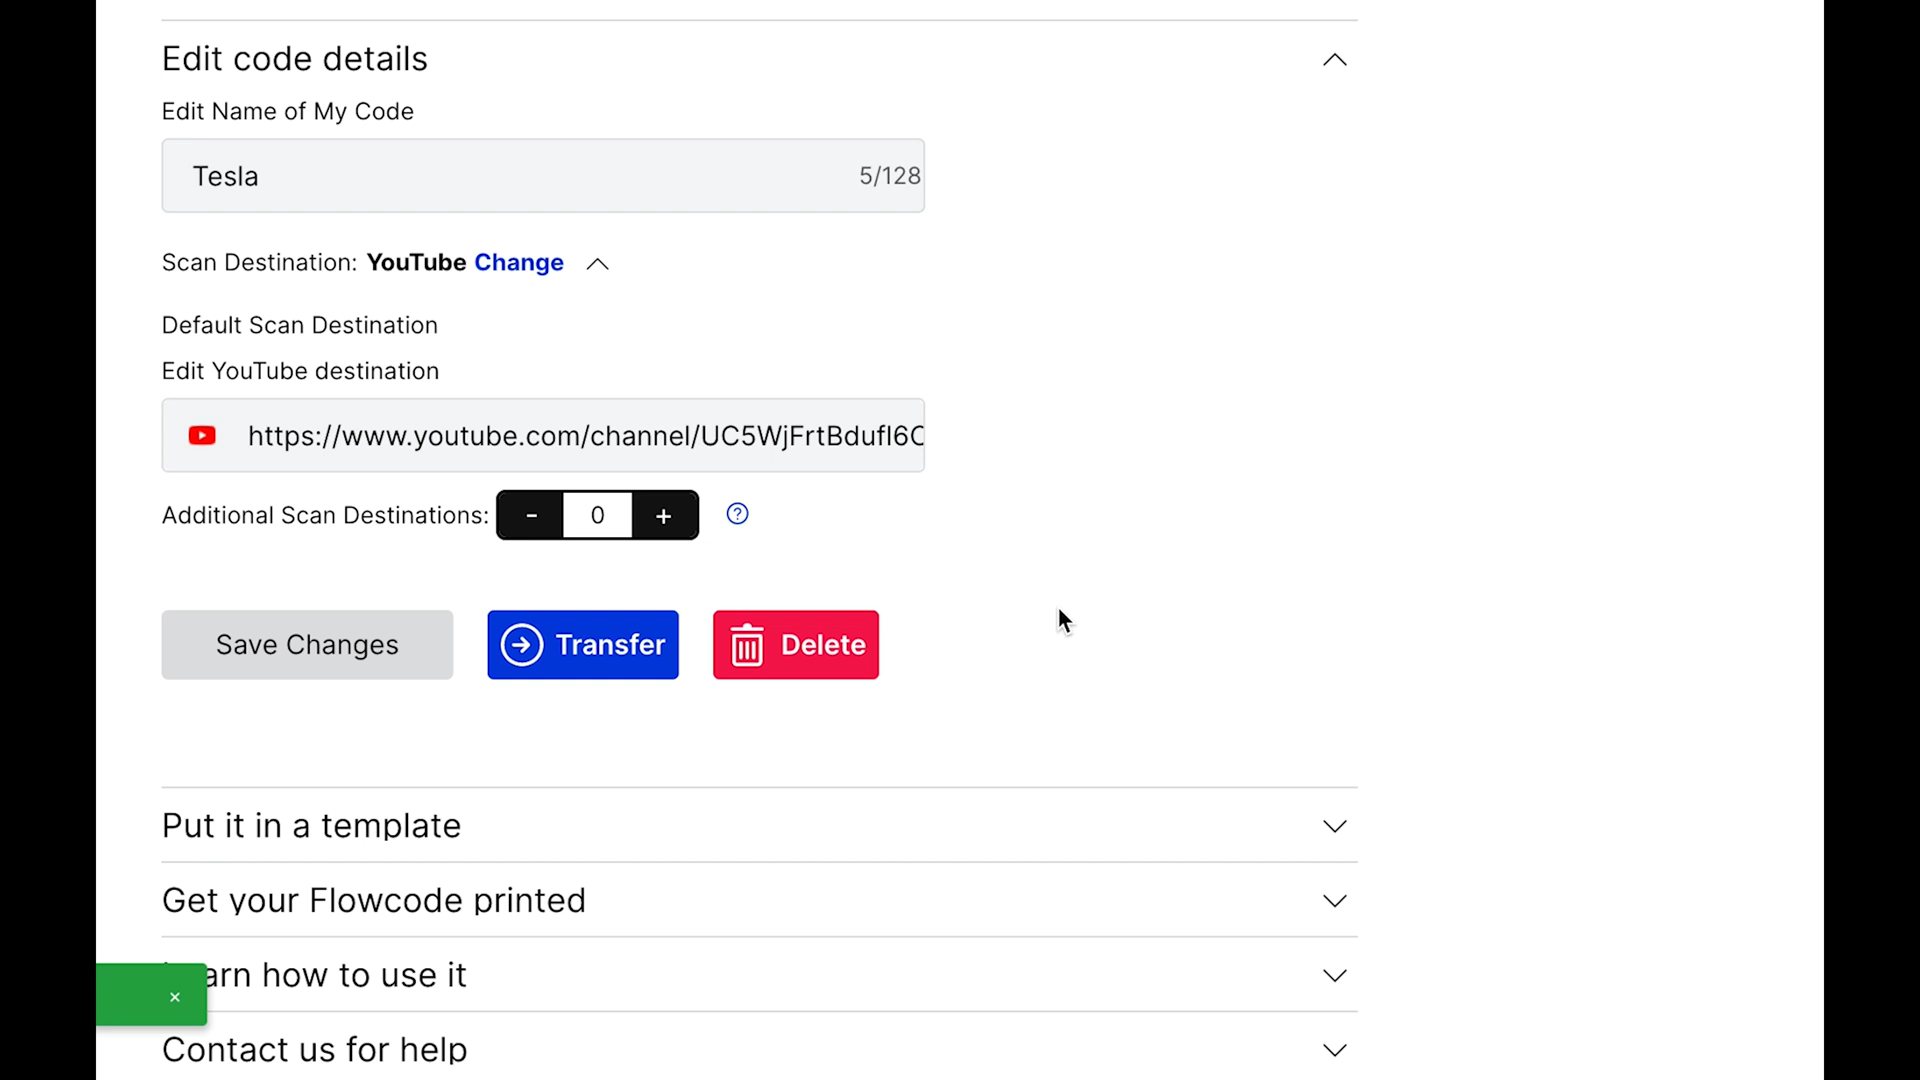 Edit code details
Edit Name of My Code
Tesla 5/128
Scan Destination: YouTube Change
Default Scan Destination
Edit YouTube destination
https://www.youtube.com/channel/UC5WjFrtBdufl6C
Additional Scan Destinations: - 0 + ?
Save Changes Transfer Delete
Put it in a template
Get your Flowcode printed
arn how to use it
×
Contact us for help